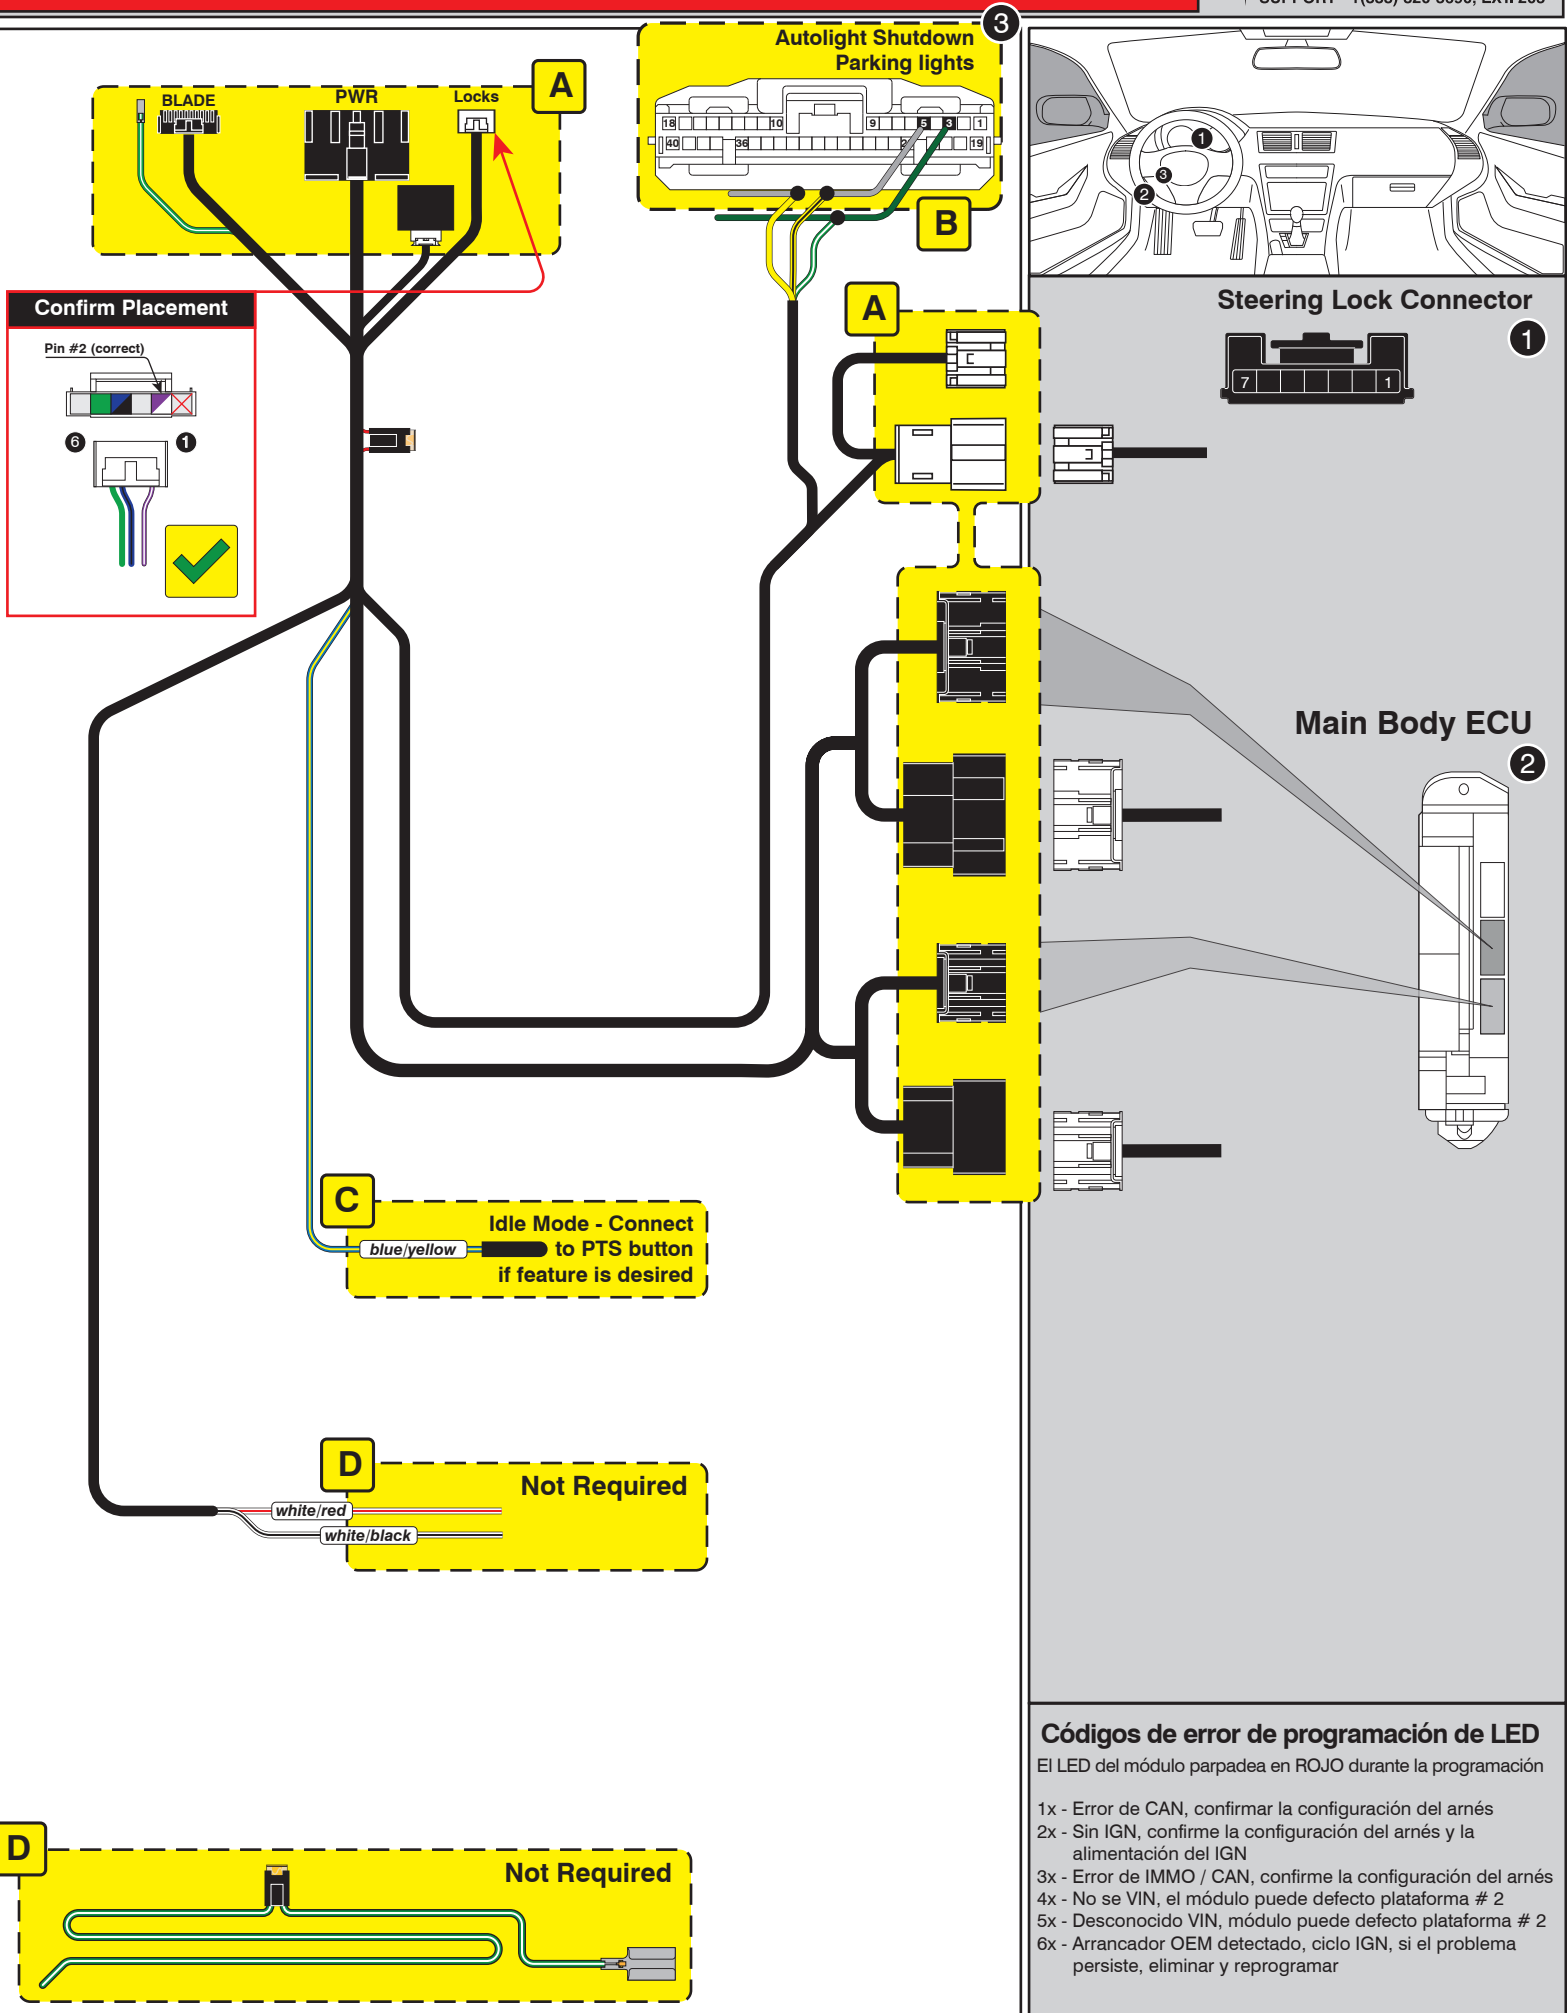 3
Autolight Shutdown
Parking lights
A
BLADE
PWR
Locks
18
10
9
5
3
1
40
36
19
B
1
3
2
Confirm Placement
Pin #2 (correct)
6
1
A
Steering Lock Connector
1
7
1
Main Body ECU
2
C
Idle Mode - Connect
blue/yellow
to PTS button
if feature is desired
D
Not Required
white/red
white/black
Códigos de error de programación de LED
El LED del módulo parpadea en ROJO durante la programación
1x - Error de CAN, confirmar la configuración del arnés
2x - Sin IGN, confirme la configuración del arnés y la
alimentación del IGN
3x - Error de IMMO / CAN, confirme la configuración del arnés
4x - No se VIN, el módulo puede defecto plataforma # 2
5x - Desconocido VIN, módulo puede defecto plataforma # 2
6x - Arrancador OEM detectado, ciclo IGN, si el problema
persiste, eliminar y reprogramar
D
Not Required